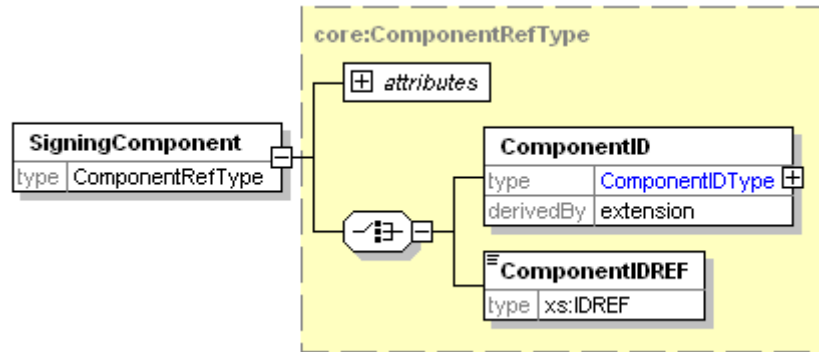 core:ComponentRefType
attributes
SigningComponent
type ComponentRefType
ComponentID
type ComponentIDType
derivedBy extension
ComponentIDREF
type xs:IDREF